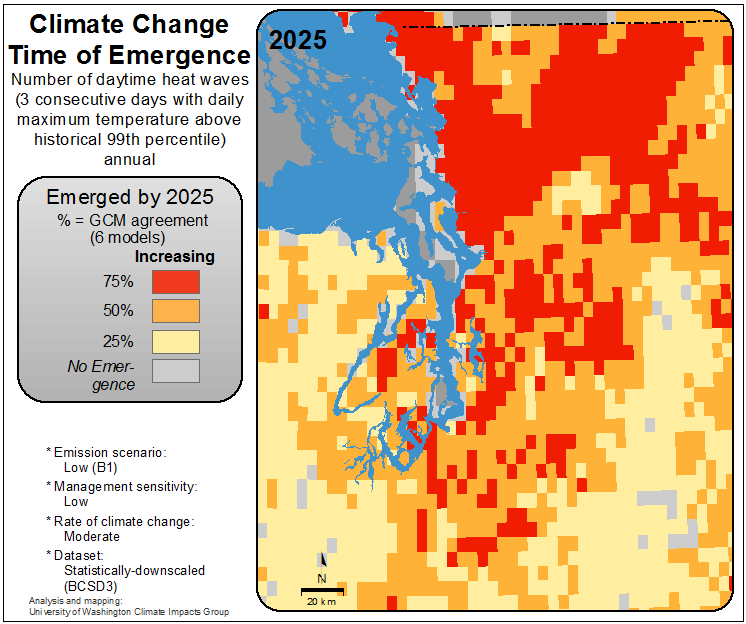 Climate Change
Time of Emergence
Number of daytime heat waves
(3 consecutive days with daily
maximum temperature above
historical 99th percentile)
annual
Emerged by 2025
% = GCM agreement
(6 models)
Increasing
75%
50%
25%
No Emer-
gence
* Emission scenario:
Low (B1)
* Management sensitivity:
Low
* Rate of climate change:
Moderate
* Dataset:
Statistically-downscaled
(BCSD3)
Analysis and mapping:
University of Washington Climate Impacts Group
2025
N
20 km